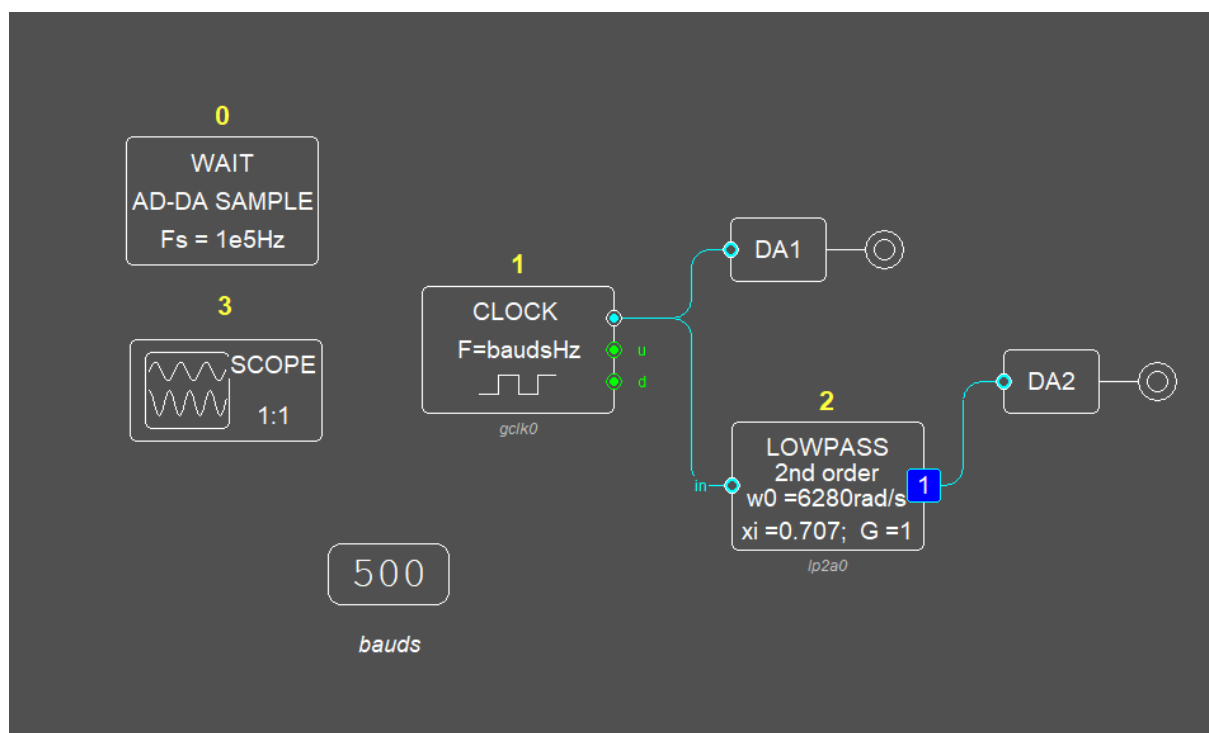 0
WAIT
AD-DA SAMPLE
Fs = 1e5Hz
3
SCOPE
1:1
1
CLOCK
F=baudsHz
u
d
gclk0
DA1
2
in
LOWPASS
2nd order
w0 =6280rad/s
xi =0.707; G =1
1
lp2a0
DA2
500
bauds